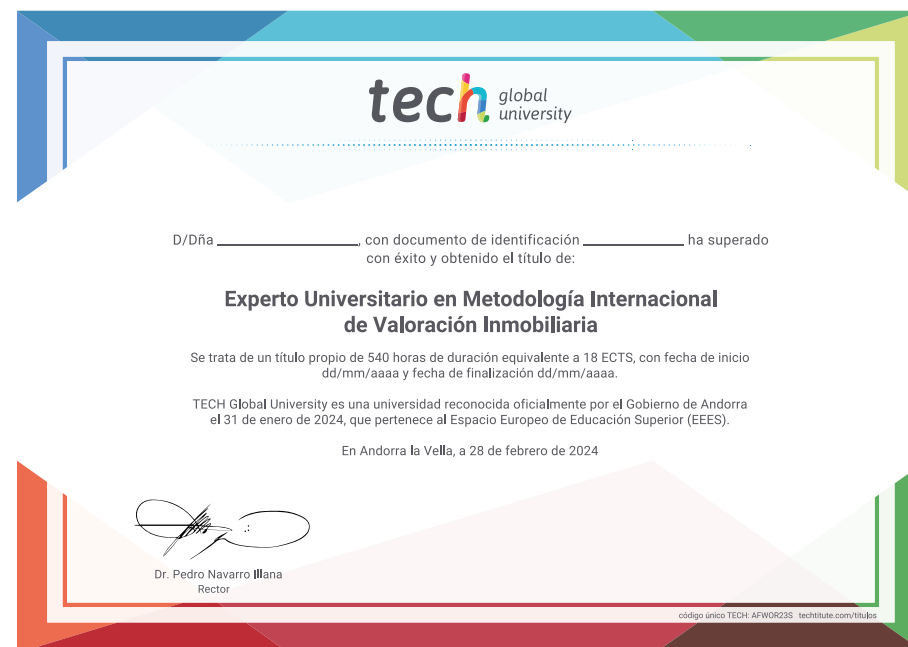 tech global university
D/Dña ____________, con documento de identificación ____________ ha superado
con éxito y obtenido el título de:
Experto Universitario en Metodología Internacional
de Valoración Inmobiliaria
Se trata de un título propio de 540 horas de duración equivalente a 18 ECTS, con fecha de inicio
dd/mm/aaaa y fecha de finalización dd/mm/aaaa.
TECH Global University es una universidad reconocida oficialmente por el Gobierno de Andorra
el 31 de enero de 2024, que pertenece al Espacio Europeo de Educación Superior (EEES).
En Andorra la Vella, a 28 de febrero de 2024
Dr. Pedro Navarro Illana
Rector
código único TECH: AFWOR23S techtitute.com/titulos